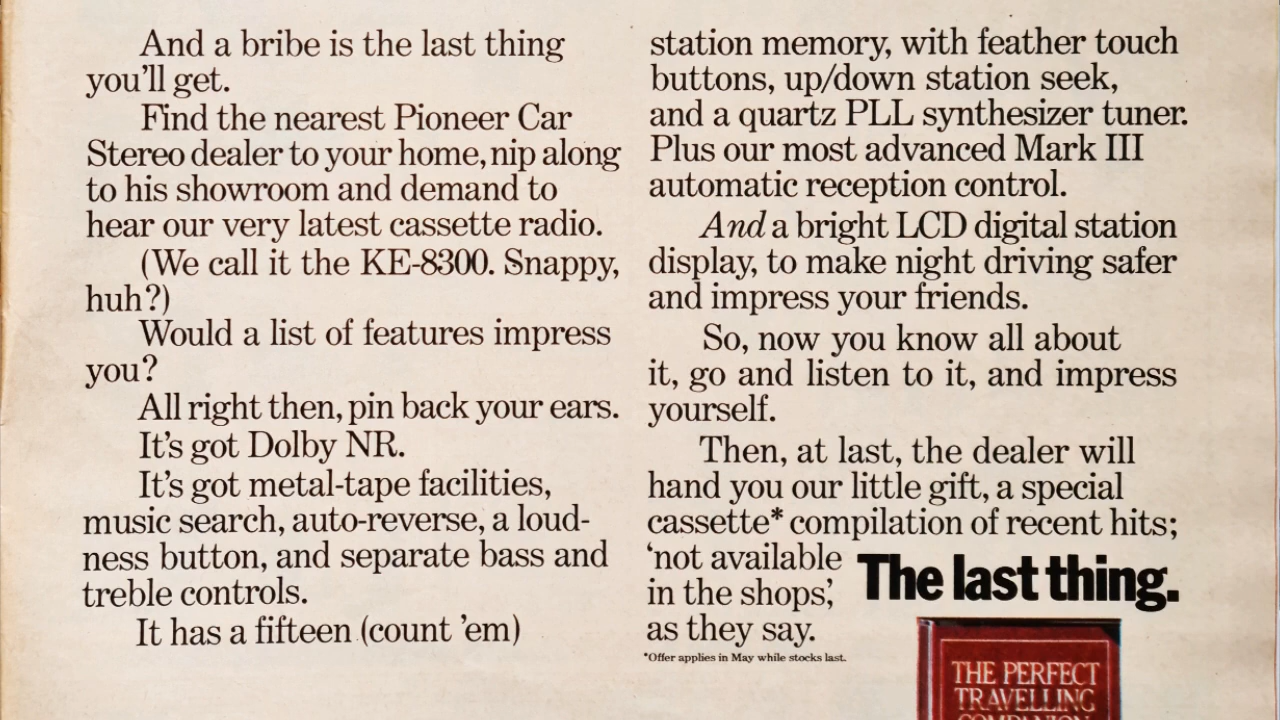 And a bribe is the last thing
you'll get.
Find the nearest Pioneer Car
Stereo dealer to your home, nip along
to his showroom and demand to
hear our very latest cassette radio.
(We call it the KE-8300. Snappy,
huh?)
Would a list of features impress
you?
All right then, pin back your ears.
It's got Dolby NR.
It's got metal-tape facilities,
music search, auto-reverse, a loud-
ness button, and separate bass and
treble controls.
It has a fifteen (count 'em)
station memory, with feather touch
buttons, up/down station seek,
and a quartz PLL synthesizer tuner.
Plus our most advanced Mark III
automatic reception control.
And a bright LCD digital station
display, to make night driving safer
and impress your friends.
So, now you know all about
it, go and listen to it, and impress
yourself.
Then, at last, the dealer will
hand you our little gift, a special
cassette* compilation of recent hits;
'not available
in the shops,'
as they say.
*Offer applies in May while stocks last.
The last thing.
THE PERFECT
TRAVELLING
COMPANION